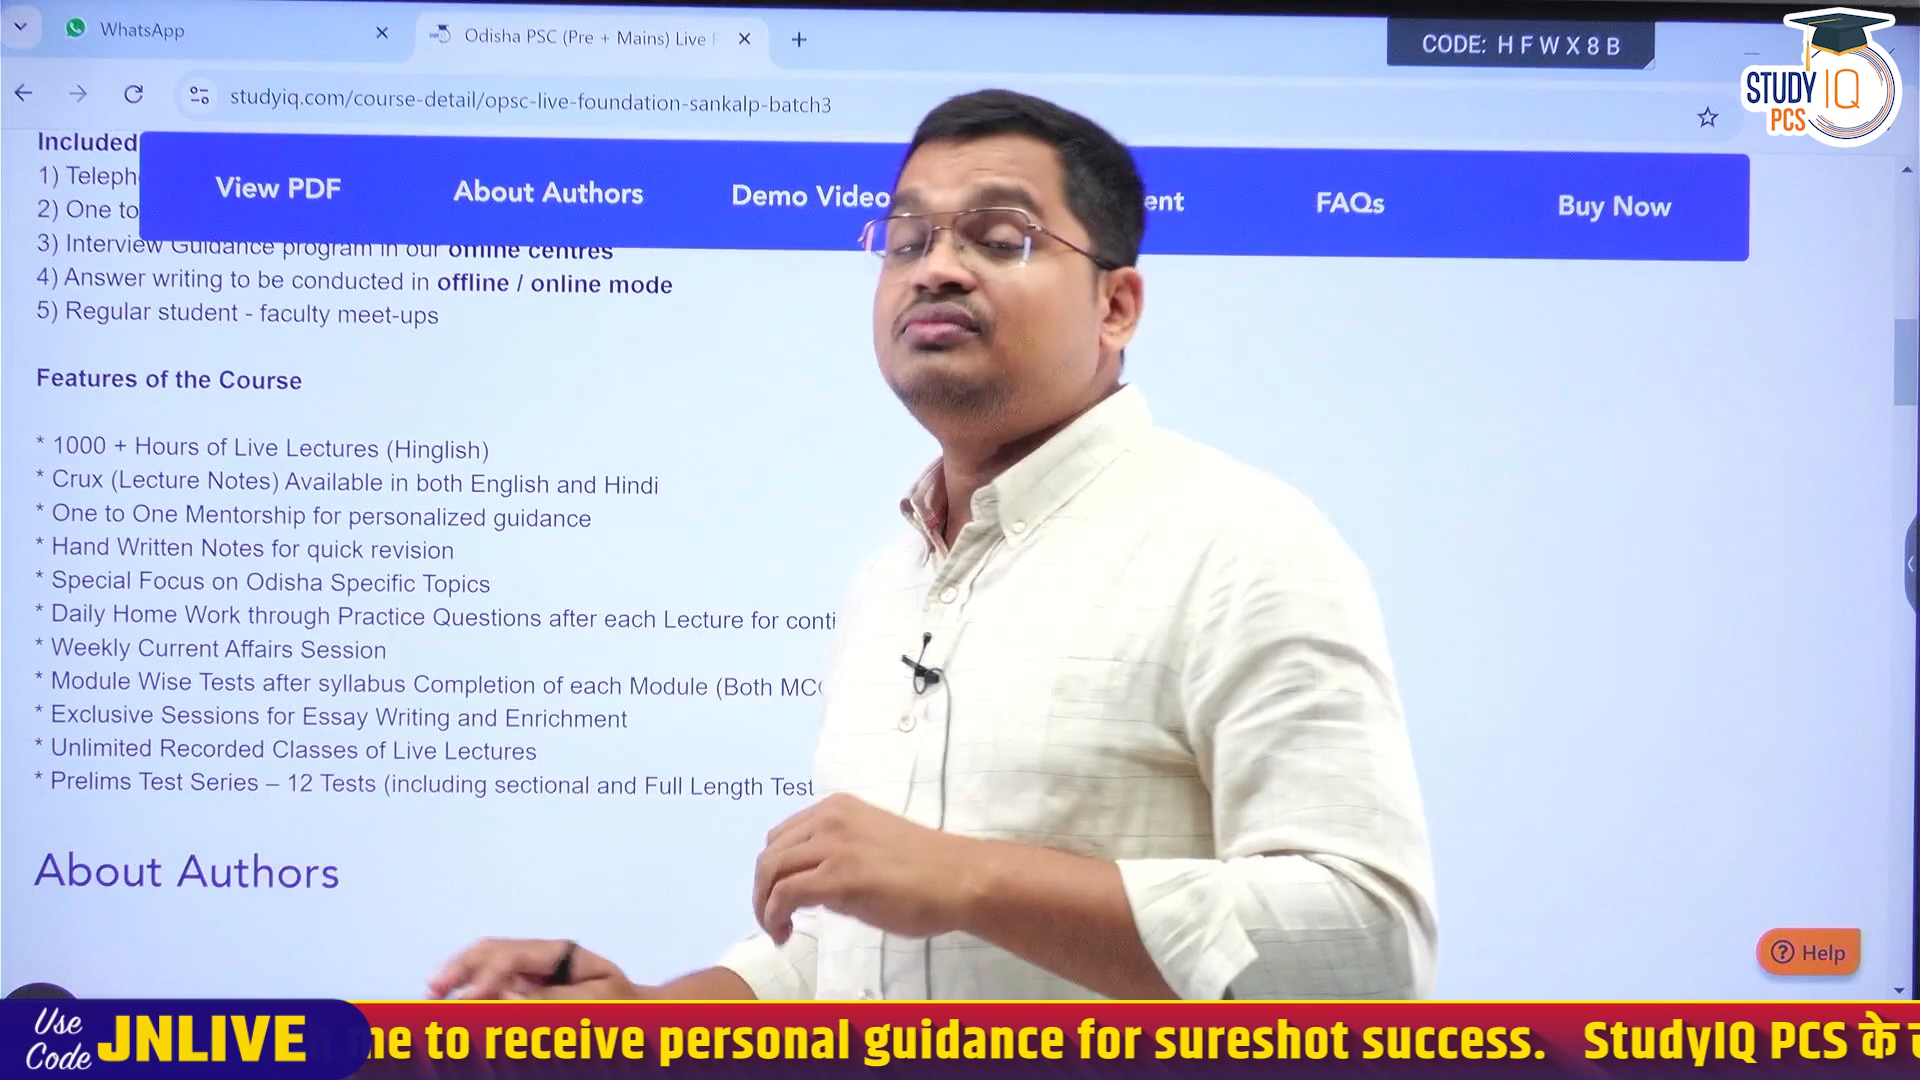 WhatsApp
Odisha PSC (Pre + Mains) Live
CODE: H F W X 8 B
STUDY IQ
PCS
studyiq.com/course-detail/opsc-live-foundation-sankalp-batch3
Included
View PDF
About Authors
Demo Video
ent
FAQs
Buy Now
1) Teleph
2) One to
3) Interview Guidance program in our offline centres
4) Answer writing to be conducted in offline / online mode
5) Regular student - faculty meet-ups
Features of the Course
* 1000 + Hours of Live Lectures (Hinglish)
* Crux (Lecture Notes) Available in both English and Hindi
* One to One Mentorship for personalized guidance
* Hand Written Notes for quick revision
* Special Focus on Odisha Specific Topics
* Daily Home Work through Practice Questions after each Lecture for conti
* Weekly Current Affairs Session
* Module Wise Tests after syllabus Completion of each Module (Both MC
* Exclusive Sessions for Essay Writing and Enrichment
* Unlimited Recorded Classes of Live Lectures
* Prelims Test Series – 12 Tests (including sectional and Full Length Test
About Authors
Help
Use Code JNLIVE
me to receive personal guidance for sureshot success. StudyIQ PCS के